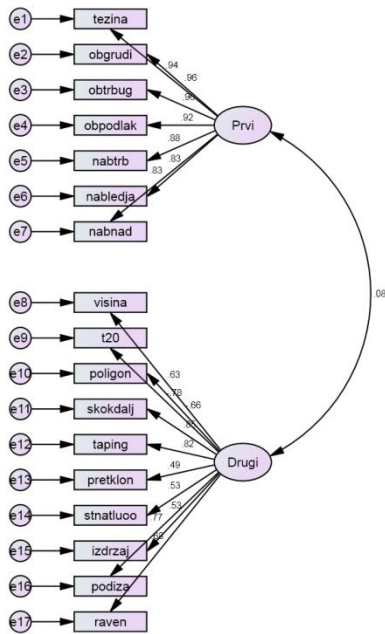 e1 tezina
e2 obgrudi
.94
.96
e3 obtrbug
e4 obpodlak
.92
Prvi
.88
e5 nabtrb
.83
.83
e6 nabledja
e7 nabnad
.08
e8 visina
e9 t20
e10 poligon
.63
-.78
-.66
e11 skokdalj
e12 taping
.82
Drugi
e13 pretklon
.49
.53
e14 stnatluoo
.53
.77
e15 izdrzaj
e16 podiza
e17 raven